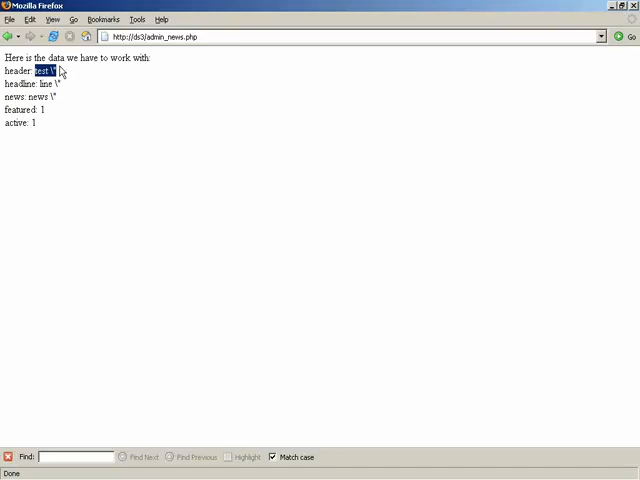 Mozilla Firefox
File Edit View Go Bookmarks Tools Help
http://ds3/admin_news.php Go
Here is the data we have to work with:
header: test \"
headline: line \"
news: news \"
featured: 1
active: 1
Find: Find Next Find Previous Highlight Match case
Done